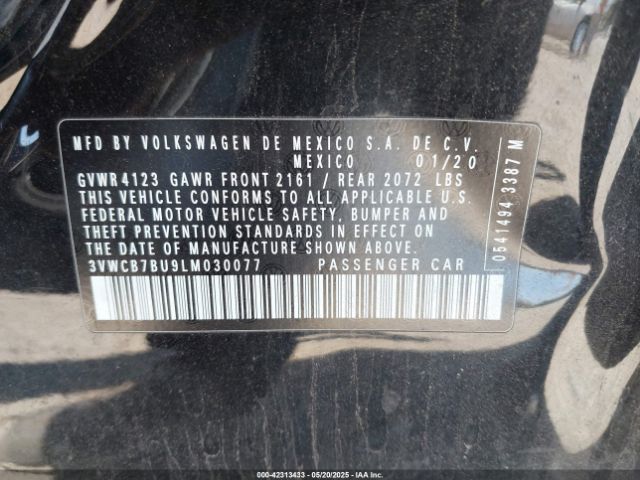 MFD BY VOLKSWAGEN DE MEXICO S.A. DE C.V.
MEXICO 01/20
GVWR 4123 GAWR FRONT 2161 / REAR 2072 LBS
THIS VEHICLE CONFORMS TO ALL APPLICABLE U.S.
FEDERAL MOTOR VEHICLE SAFETY, BUMPER AND
THEFT PREVENTION STANDARDS IN EFFECT ON
THE DATE OF MANUFACTURE SHOWN ABOVE.
3VWCB7BU9LM030077 PASSENGER CAR
0541494 3387 M
000-42313433 - 05/20/2025 - IAAI, Inc.